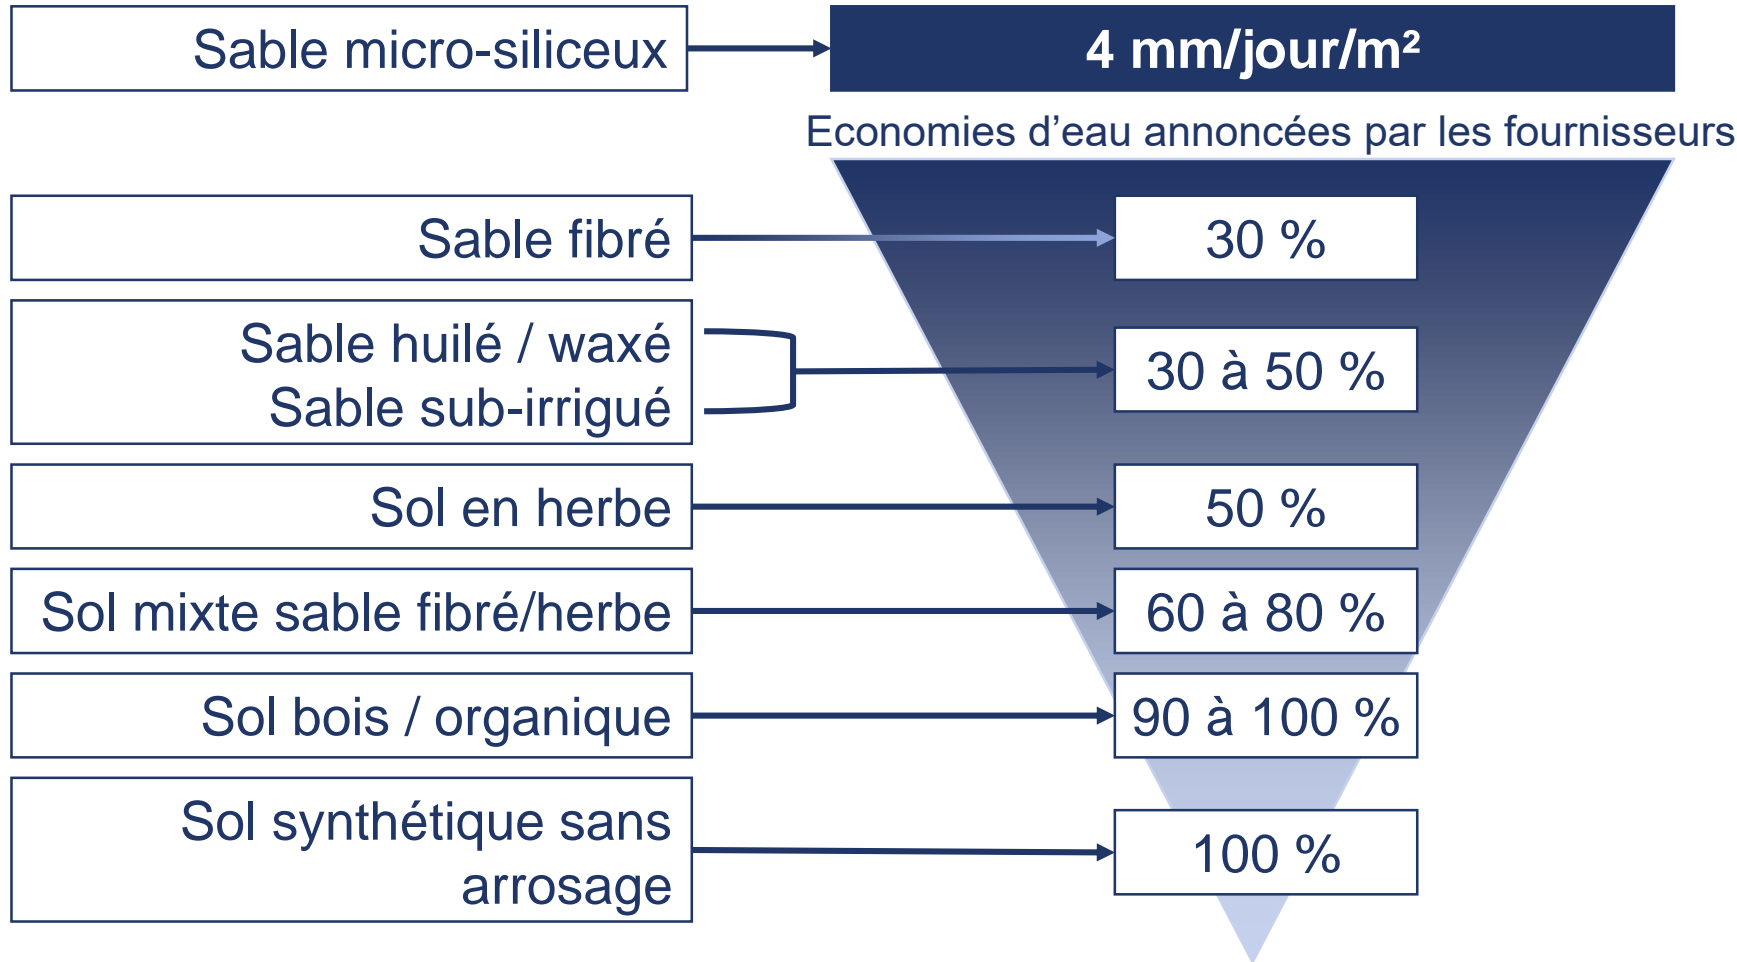 Sable micro-siliceux
4 mm/jour/m²
Economies d’eau annoncées par les fournisseurs
Sable fibré
30 %
Sable huilé / waxé
Sable sub-irrigué
30 à 50 %
Sol en herbe
50 %
Sol mixte sable fibré/herbe
60 à 80 %
Sol bois / organique
90 à 100 %
Sol synthétique sans
arrosage
100 %